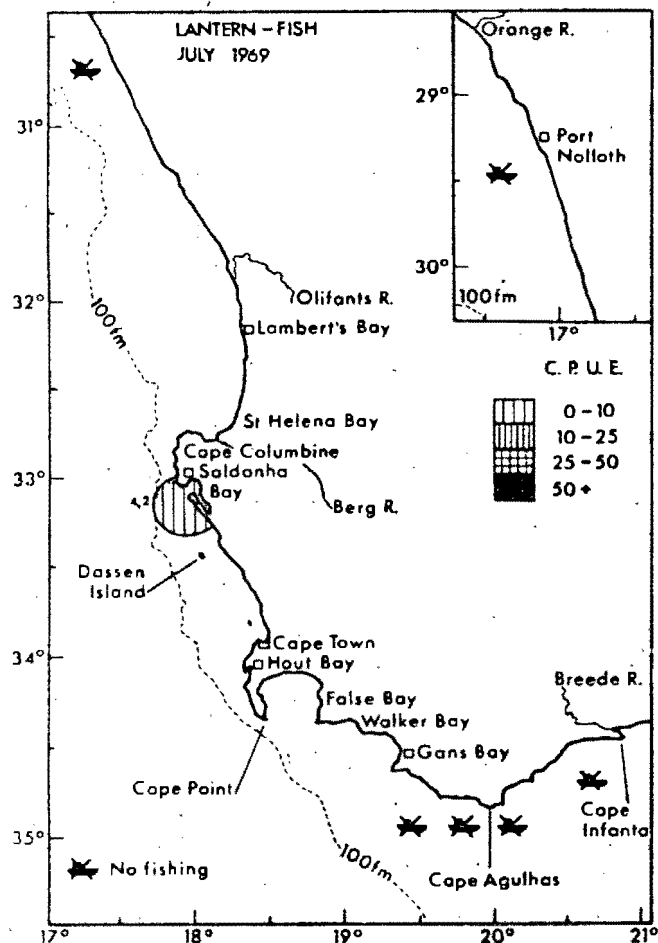 LANTERN-FISH
JULY 1969
Orange R.
29°
Port
Nolloth
30°
100fm
17°
31°
Olifants R.
32°
100fm
Lambert's Bay
C. P. U. E.
0-10
10-25
25-50
50+
St Helena Bay
Cape Columbine
33°
Saldanha
Bay
4,2
Berg R.
Dassen
Island
Cape Town
34°
Hout Bay
Breede R.
False Bay
Walker Bay
Gans Bay
Cape Point
Cape
Infanta
35°
100fm
No fishing
Cape Agulhas
17°
18°
19°
20°
21°